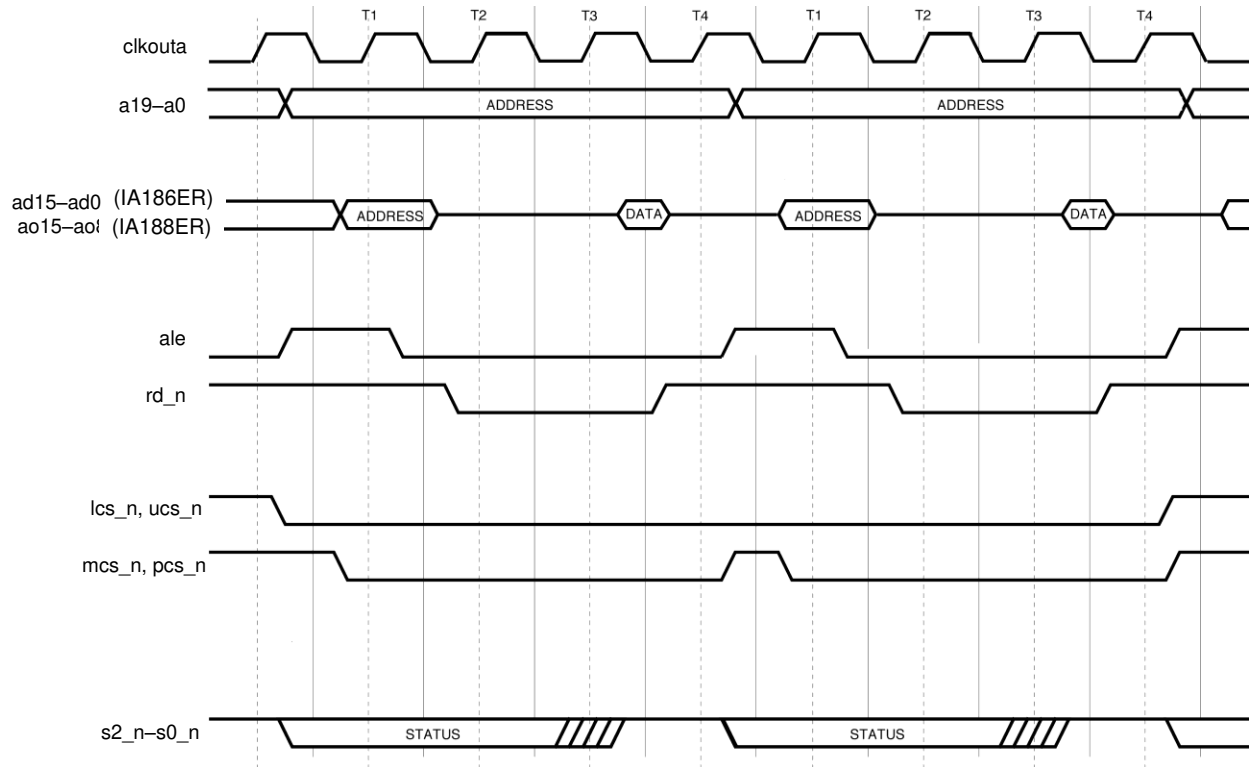 T1 T2 T3 T4 T1 T2 T3 T4
clkouta
a19–a0 ADDRESS ADDRESS
ad15–ad0 (IA186ER)
ADDRESS DATA ADDRESS DATA
(IA188ER)
ale
rd_n
lcs_n, ucs_n
mcs_n, pcs_n
s2_n–s0_n STATUS STATUS